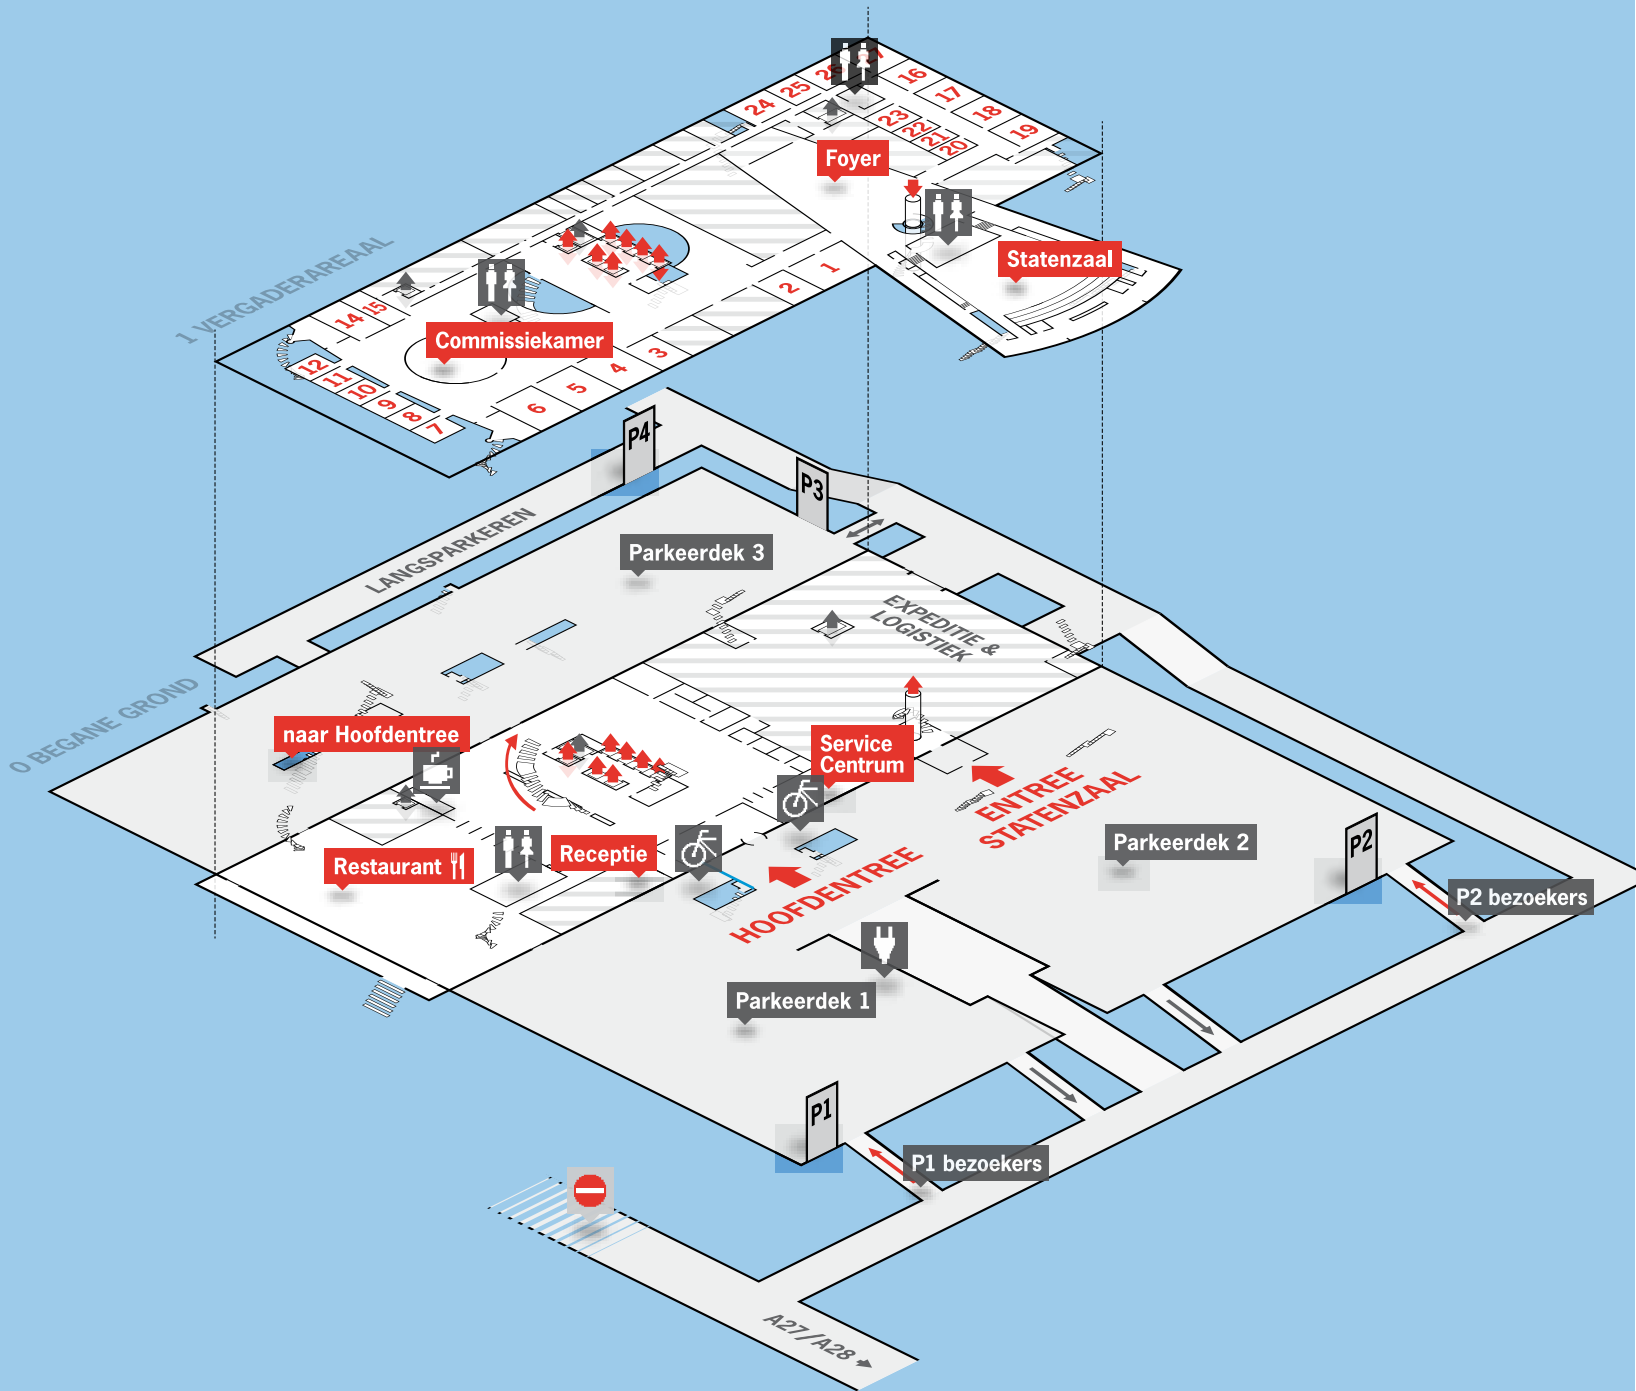 27
26
25
24
16
17
18
19
23
22
21
20
Foyer
Statenzaal
1 VERGADERAREAAL
1
2
3
4
5
6
14
15
Commissiekamer
12
11
10
9
8
7
P4
P3
LANGSPARKEREN
Parkeerdek 3
EXPEDITIE &
LOGISTIEK
0 BEGANE GROND
naar Hoofdentree
Service
Centrum
ENTREE
STATENZAAL
Restaurant
Receptie
HOOFDENTREE
Parkeerdek 2
P2
P2 bezoekers
Parkeerdek 1
P1
P1 bezoekers
A27/A28